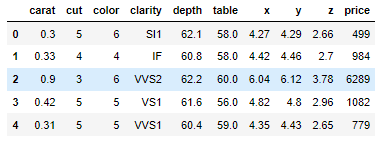 carat cut color clarity depth table x y z price
0 0.3 5 6 SI1 62.1 58.0 4.27 4.29 2.66 499
1 0.33 4 4 IF 60.8 58.0 4.42 4.46 2.7 984
2 0.9 3 6 VVS2 62.2 60.0 6.04 6.12 3.78 6289
3 0.42 5 5 VS1 61.6 56.0 4.82 4.8 2.96 1082
4 0.31 5 5 VVS1 60.4 59.0 4.35 4.43 2.65 779